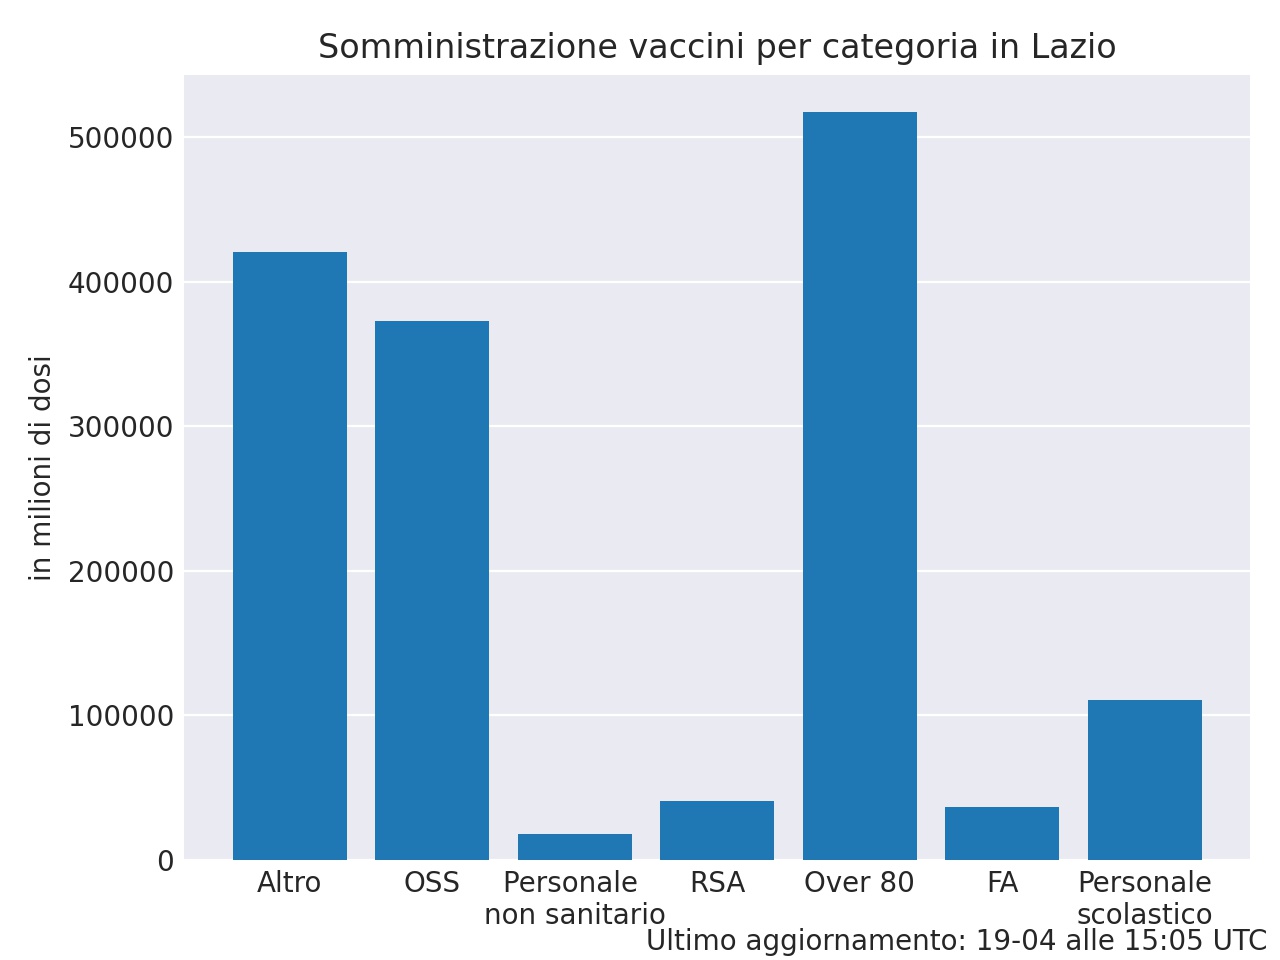 Somministrazione vaccini per categoria in Lazio
in milioni di dosi
500000
400000
300000
200000
100000
0
Altro
OSS
Personale
non sanitario
RSA
Over 80
FA
Personale
scolastico
Ultimo aggiornamento: 19-04 alle 15:05 UTC